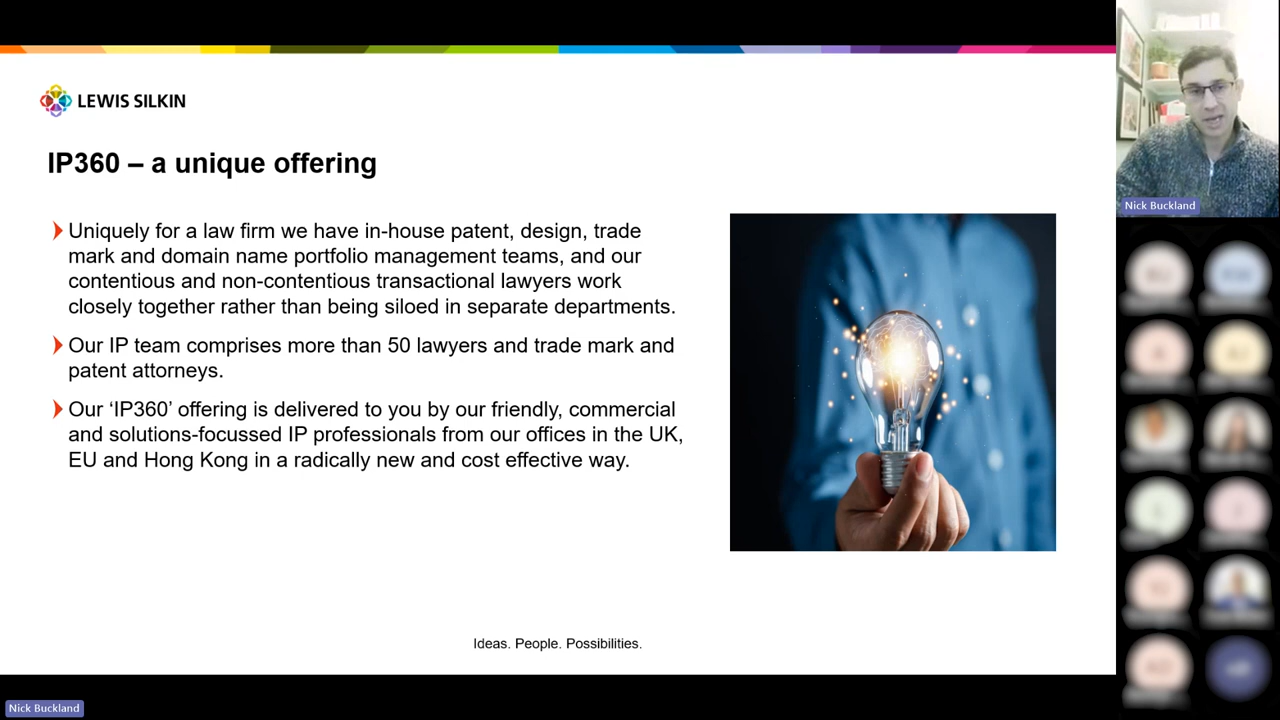 LEWIS SILKIN
IP360 – a unique offering
Uniquely for a law firm we have in-house patent, design, trade
mark and domain name portfolio management teams, and our
contentious and non-contentious transactional lawyers work
closely together rather than being siloed in separate departments.
Our IP team comprises more than 50 lawyers and trade mark and
patent attorneys.
Our ‘IP360’ offering is delivered to you by our friendly, commercial
and solutions-focussed IP professionals from our offices in the UK,
EU and Hong Kong in a radically new and cost effective way.
Ideas. People. Possibilities.
Nick Buckland
Nick Buckland